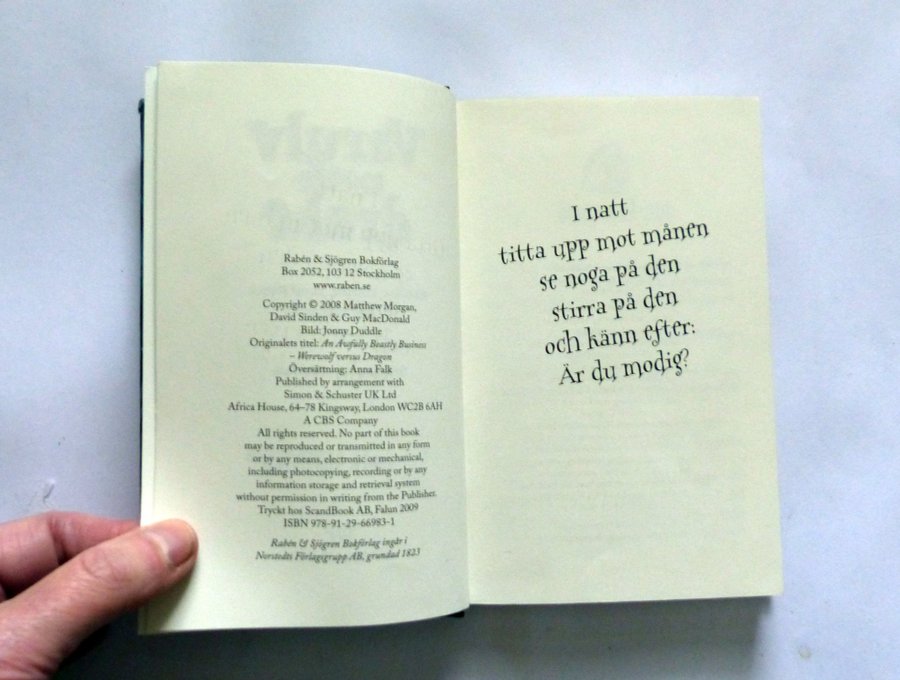 Rabén & Sjögren Bokförlag
Box 2052, 103 12 Stockholm
www.raben.se
Copyright © 2008 Matthew Morgan,
David Sinden & Guy MacDonald
Bild: Jonny Duddle
Originalets titel: An Awfully Beastly Business
– Werewolf versus Dragon
Översättning: Anna Falk
Published by arrangement with
Simon & Schuster UK Ltd
Africa House, 64–78 Kingsway, London WC2B 6AH
A CBS Company
All rights reserved. No part of this book
may be reproduced or transmitted in any form
or by any means, electronic or mechanical,
including photocopying, recording or by any
information storage and retrieval system
without permission in writing from the Publisher.
Tryckt hos ScandBook AB, Falun 2009
ISBN 978-91-29-66983-1
Rabén & Sjögren Bokförlag ingår i
Norstedts Förlagsgrupp AB, grundad 1823
I natt
titta upp mot månen
se noga på den
stirra på den
och känn efter:
Är du modig?